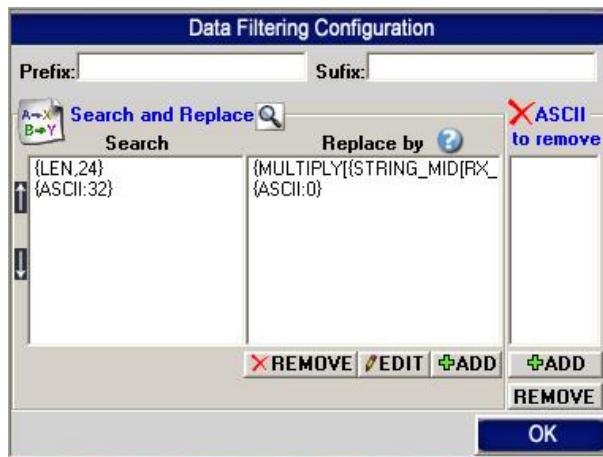 Data Filtering Configuration
Prefix: Sufix:
A→X B→Y Search and Replace
ASCII to remove
Search Replace by ?
{LEN,24} {MULTIPLY[{STRING_MID[RX_
{ASCII:32} {ASCII:0}
REMOVE EDIT ADD ADD
REMOVE
OK